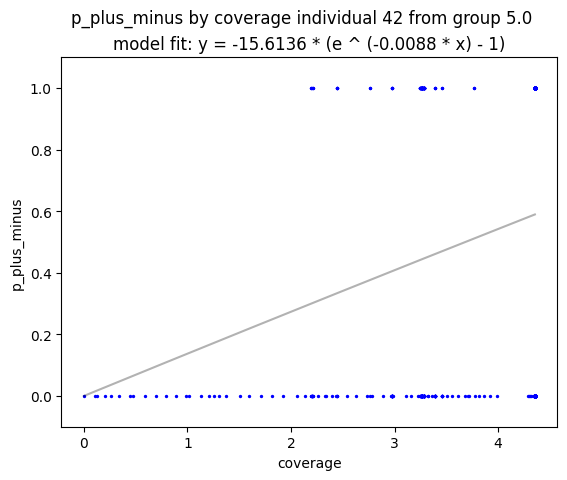 p_plus_minus by coverage individual 42 from group 5.0
model fit: y = -15.6136 * (e ^ (-0.0088 * x) - 1)
1.0
0.8
0.6
0.4
0.2
0.0
p_plus_minus
0 1 2 3 4
coverage